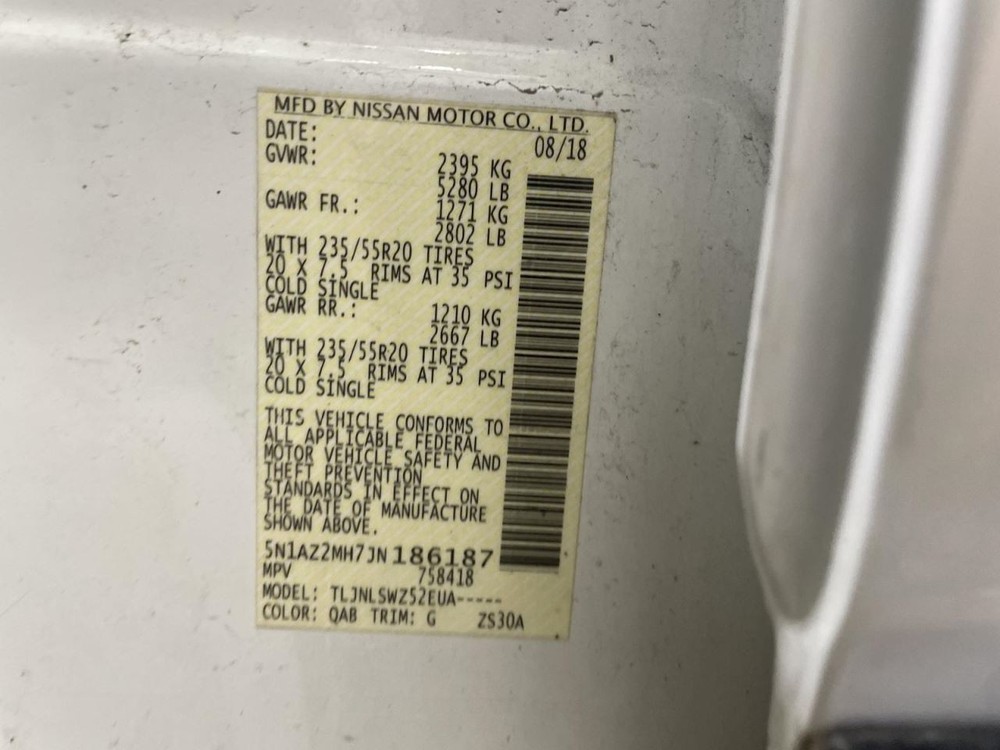 MFD BY NISSAN MOTOR CO., LTD.
DATE: 08/18
GVWR: 2395 KG
5280 LB
GAWR FR.: 1271 KG
2802 LB
WITH 235/55R20 TIRES
20 X 7.5 RIMS AT 35 PSI
COLD SINGLE
GAWR RR.: 1210 KG
2667 LB
WITH 235/55R20 TIRES
20 X 7.5 RIMS AT 35 PSI
COLD SINGLE
THIS VEHICLE CONFORMS TO
ALL APPLICABLE FEDERAL
MOTOR VEHICLE SAFETY AND
THEFT PREVENTION
STANDARDS IN EFFECT ON
THE DATE OF MANUFACTURE
SHOWN ABOVE.
5N1AZ2MH7JN186187
MPV 758418
MODEL: TLJNLSWZ52EUA-----
COLOR: QAB TRIM: G ZS30A